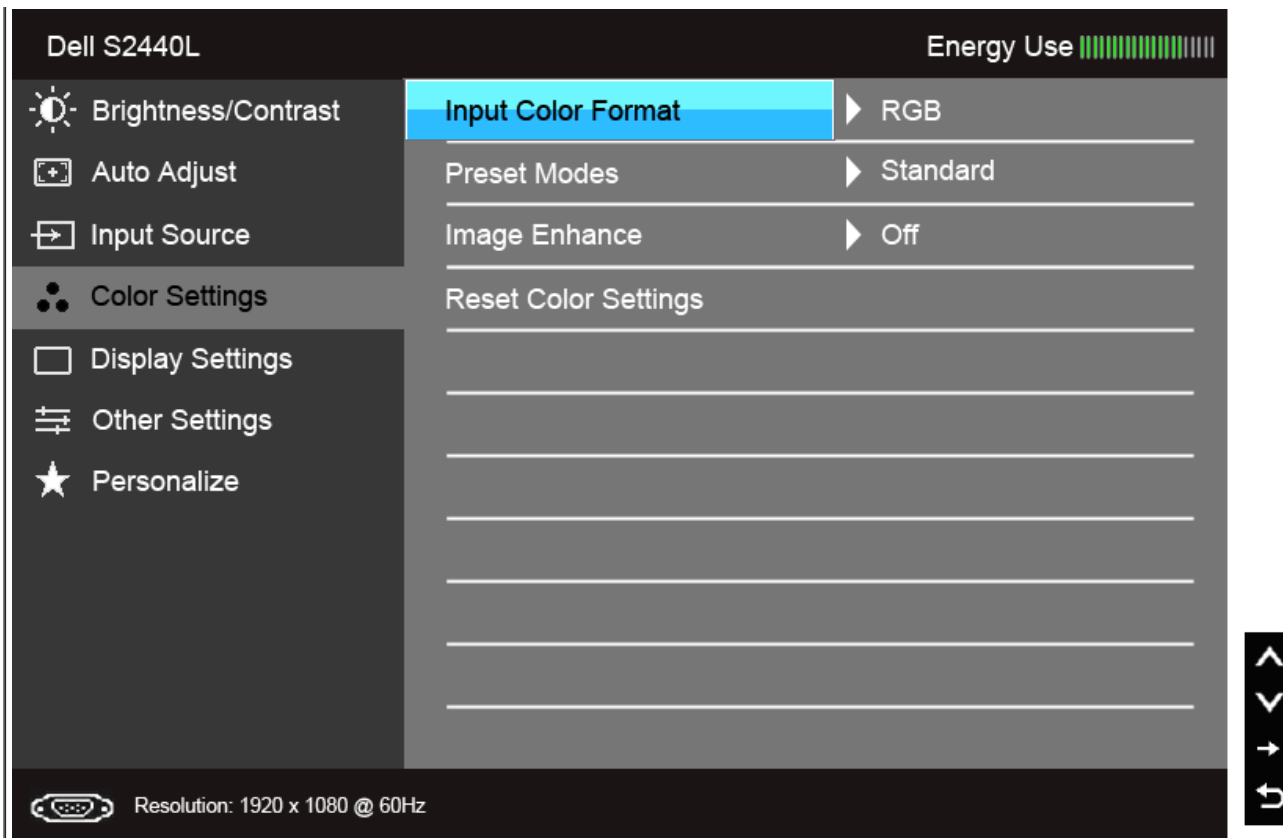 Dell S2440L Energy Use
Brightness/Contrast Input Color Format RGB
Auto Adjust Preset Modes Standard
Input Source Image Enhance Off
Color Settings Reset Color Settings
Display Settings
Other Settings
Personalize
Resolution: 1920 x 1080 @ 60Hz